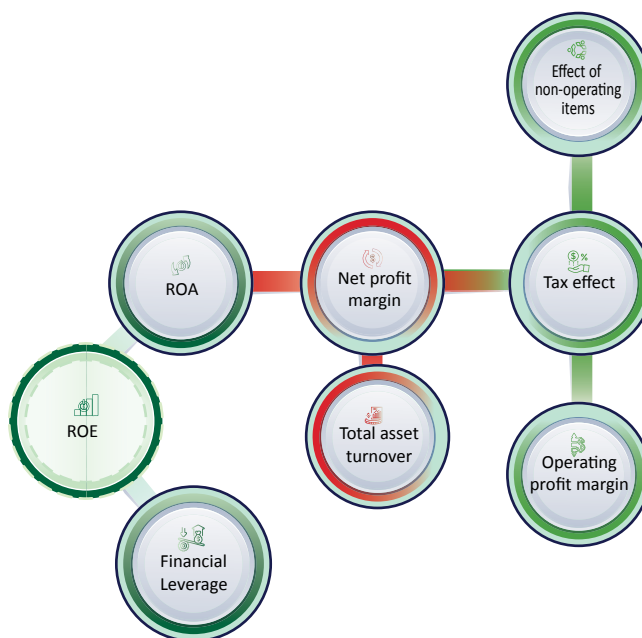 Effect of
non-operating
items
ROA
Net profit
margin
$ %
Tax effect
ROE
Total asset
turnover
Operating
profit margin
Financial
Leverage